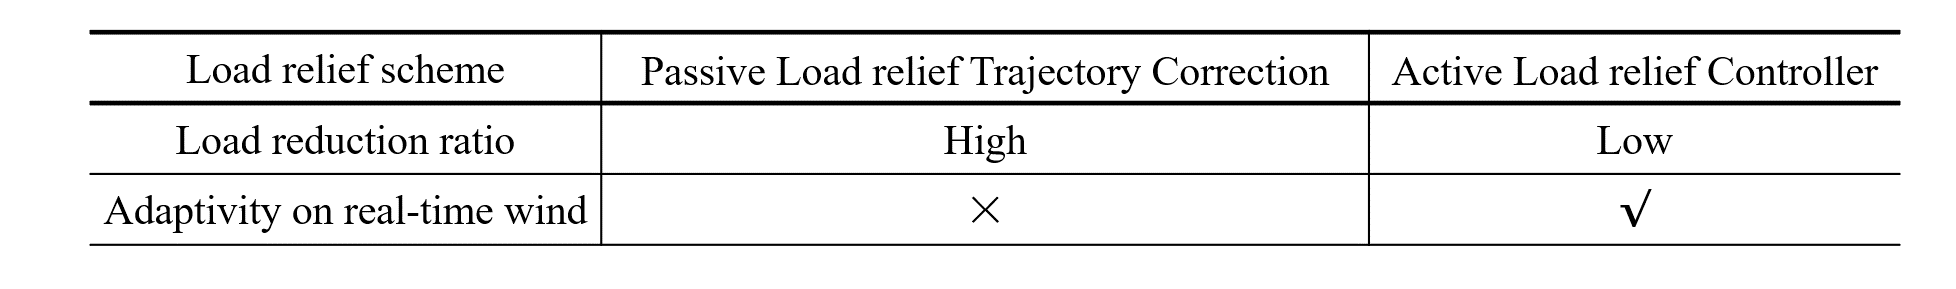 Load relief scheme Passive Load relief Trajectory Correction Active Load relief Controller
Load reduction ratio High Low
Adaptivity on real-time wind × √